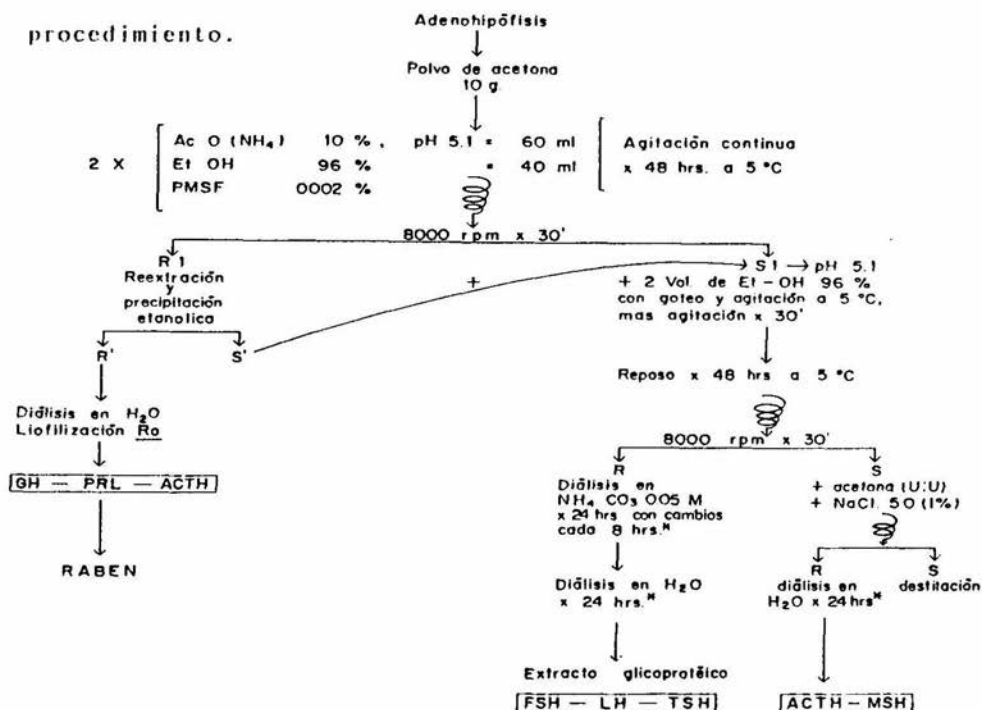 procedimiento.
Adenohipófisis
Polvo de acetona
10 g.
2 X
Ac O (NH₄) 10 %, pH 5.1 = 60 ml
Et OH 96 % = 40 ml
PMSF 0002 %
Agitación continua
x 48 hrs. a 5 °C
8000 rpm x 30'
R 1
Reextración
y
precipitación
etanolica
R'
S'
Diálisis en H₂O
Liofilización Ro
GH — PRL — ACTH
RABEN
+
S1 → pH 5.1
+ 2 Vol. de Et-OH 96 %
con goteo y agitación a 5 °C,
mas agitación x 30'
Reposo x 48 hrs a 5 °C
8000 rpm x 30'
R
Diálisis en
NH₄ CO₃ 005 M
x 24 hrs con cambios
cada 8 hrs.*
Diálisis en H₂O
x 24 hrs.*
Extracto glicoprotéico
FSH — LH — TSH
S
+ acetona (U:U)
+ NaCl. 50 (1%)
R
diálisis en
H₂O x 24 hrs*
S
destitación
ACTH - MSH